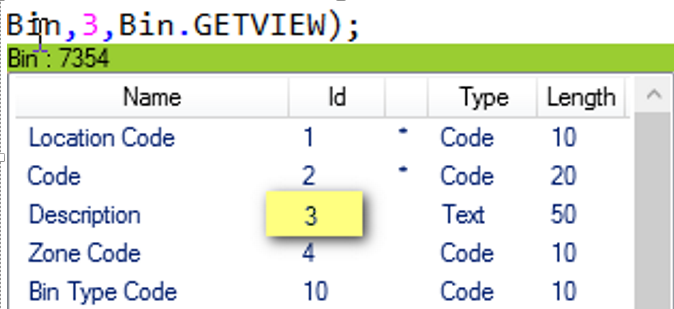 Bin,3,Bin.GETVIEW);
Bin : 7354
Name Id Type Length
Location Code 1 * Code 10
Code 2 * Code 20
Description 3 Text 50
Zone Code 4 Code 10
Bin Type Code 10 Code 10